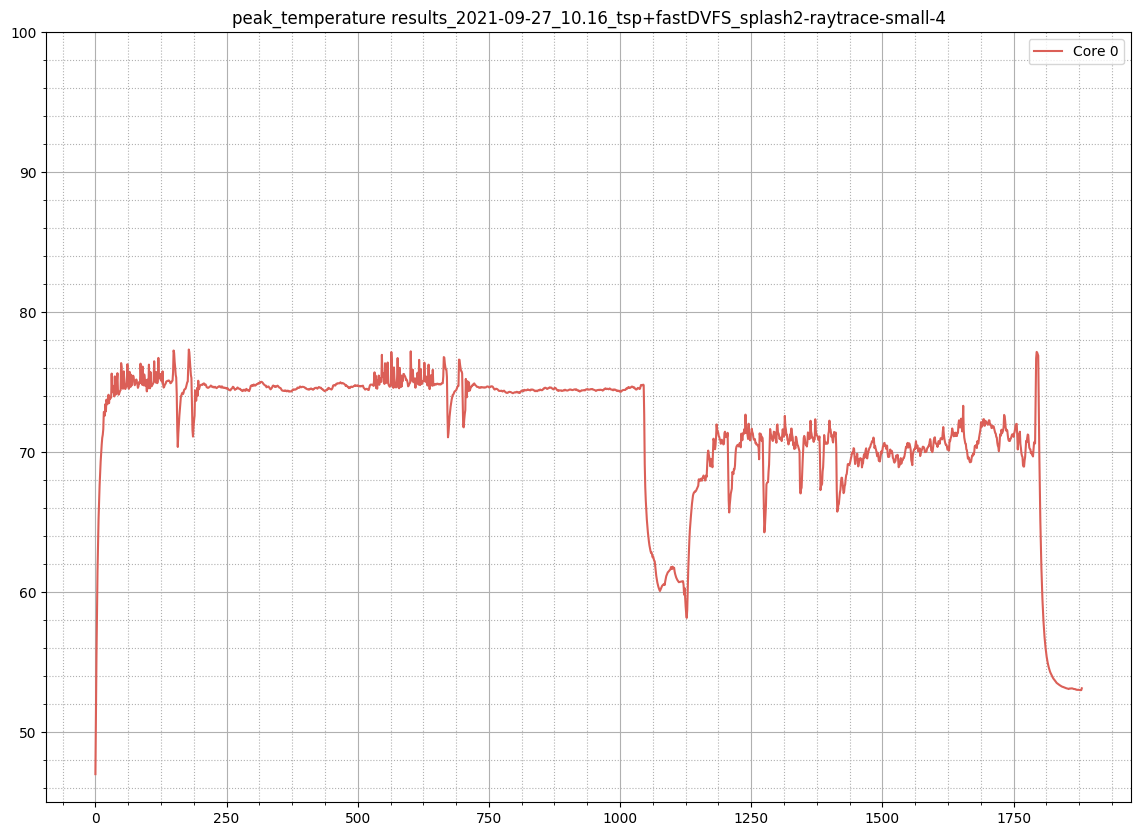 peak_temperature results_2021-09-27_10.16_tsp+fastDVFS_splash2-raytrace-small-4
Core 0
100
90
80
70
60
50
0 250 500 750 1000 1250 1500 1750